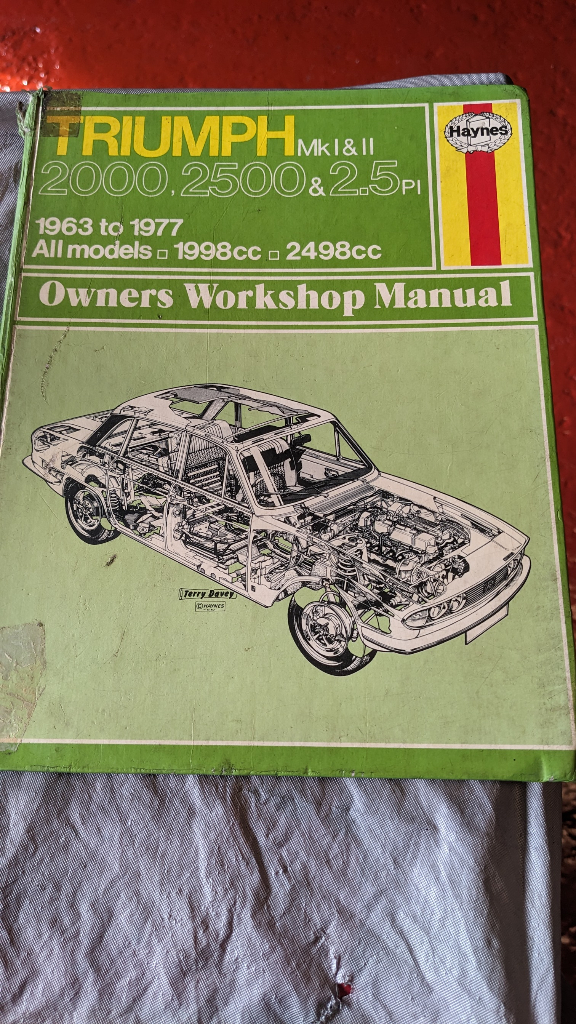 TRIUMPH Mk I & II
Haynes
2000, 2500 & 2.5 PI
1963 to 1977
All models □ 1998cc □ 2498cc
Owners Workshop Manual
Terry Davey
© HAYNES